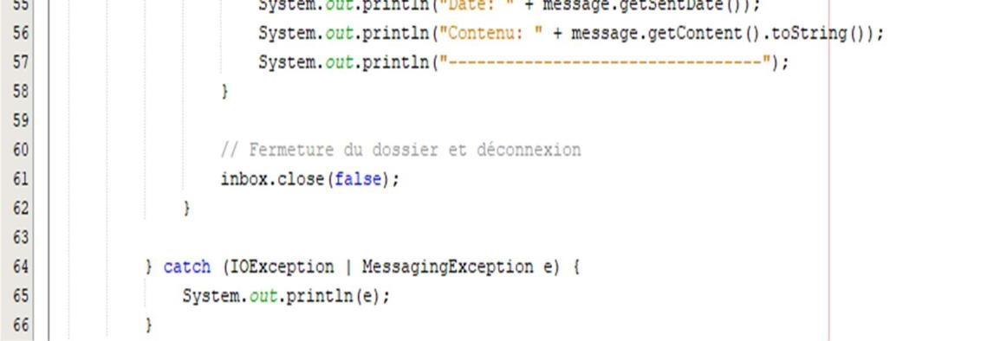 55 System.out.println("Date: " + message.getSentDate());
56 System.out.println("Contenu: " + message.getContent().toString());
57 System.out.println("---------------------------------");
58 }
59
60 // Fermeture du dossier et déconnexion
61 inbox.close(false);
62 }
63
64 } catch (IOException | MessagingException e) {
65 System.out.println(e);
66 }